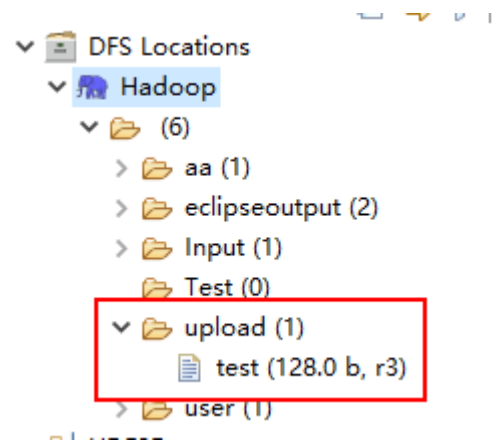 DFS Locations
Hadoop
(6)
aa (1)
eclipseoutput (2)
Input (1)
Test (0)
upload (1)
test (128.0 b, r3)
user (1)